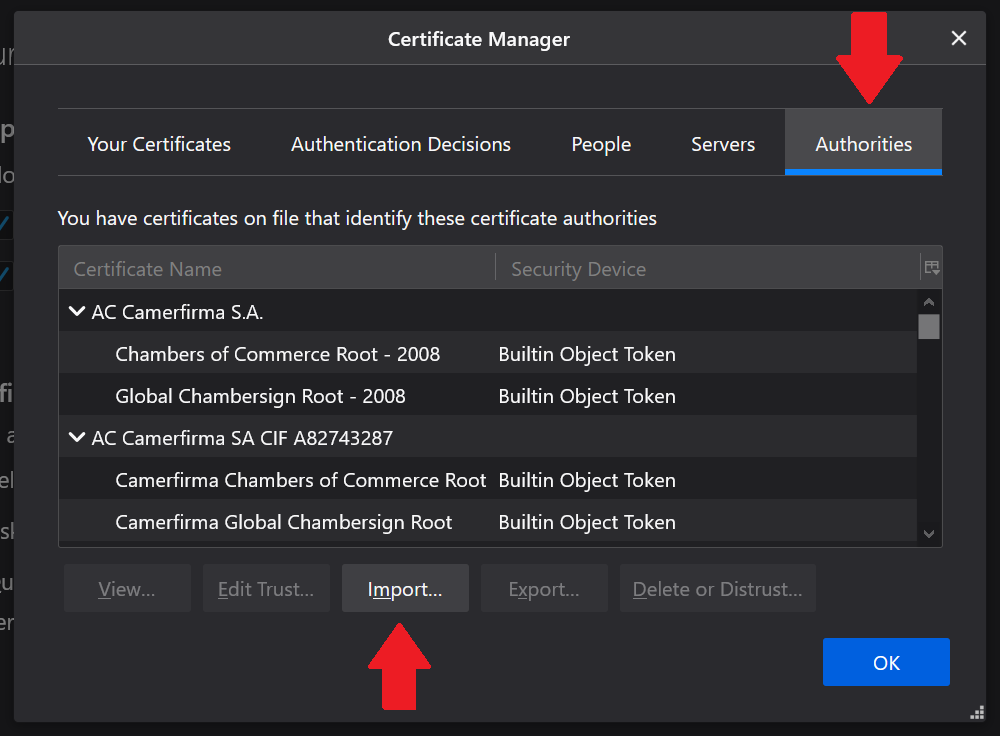 Certificate Manager
Your Certificates
Authentication Decisions
People
Servers
Authorities
You have certificates on file that identify these certificate authorities
Certificate Name
Security Device
AC Camerfirma S.A.
Chambers of Commerce Root - 2008
Builtin Object Token
Global Chambersign Root - 2008
Builtin Object Token
AC Camerfirma SA CIF A82743287
Camerfirma Chambers of Commerce Root
Builtin Object Token
Camerfirma Global Chambersign Root
Builtin Object Token
View...
Edit Trust...
Import...
Export...
Delete or Distrust...
OK